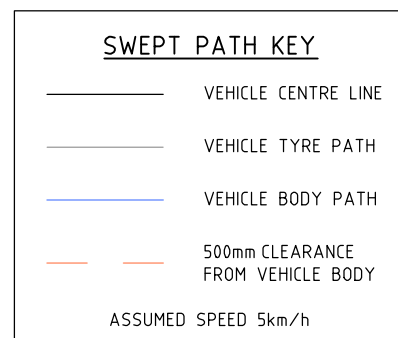 SWEPT PATH KEY
VEHICLE CENTRE LINE
VEHICLE TYRE PATH
VEHICLE BODY PATH
500mm CLEARANCE
FROM VEHICLE BODY
ASSUMED SPEED 5km/h